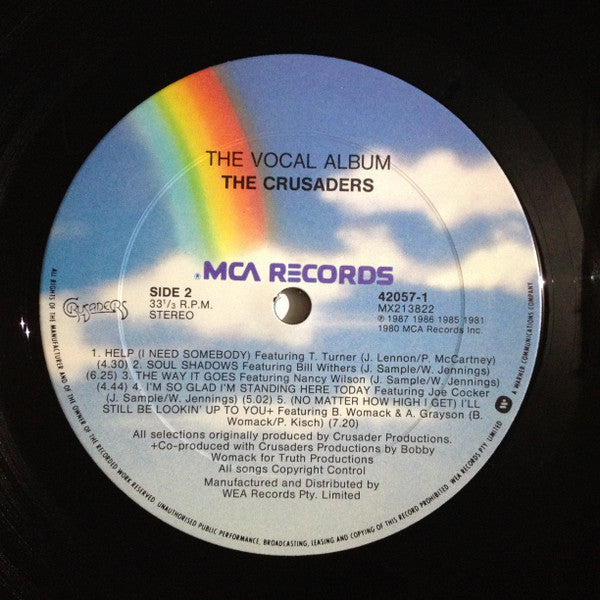 THE VOCAL ALBUM
THE CRUSADERS
® MCA RECORDS
CRUSADERS
SIDE 2
33⅓ R.P.M.
STEREO
42057-1
MX213822
℗ 1987 1986 1985 1981
1980 MCA Records Inc.
1. HELP (I NEED SOMEBODY) Featuring T. Turner (J. Lennon/P. McCartney)
(4.30) 2. SOUL SHADOWS Featuring Bill Withers (J. Sample/W. Jennings)
(6.25) 3. THE WAY IT GOES Featuring Nancy Wilson (J. Sample/W. Jennings)
(4.44) 4. I'M SO GLAD I'M STANDING HERE TODAY Featuring Joe Cocker
(J. Sample/W. Jennings) (5.02) 5. (NO MATTER HOW HIGH I GET) I'LL
STILL BE LOOKIN' UP TO YOU+ Featuring B. Womack & A. Grayson (B.
Womack/P. Kisch) (7.20)
All selections originally produced by Crusader Productions.
+Co-produced with Crusaders Productions by Bobby
Womack for Truth Productions
All songs Copyright Control
Manufactured and Distributed by
WEA Records Pty. Limited
ALL RIGHTS OF THE MANUFACTURER AND OF THE OWNER OF THE RECORDED WORK RESERVED. UNAUTHORISED PUBLIC PERFORMANCE, BROADCASTING, LEASING AND COPYING OF THIS RECORD PROHIBITED. WEA RECORDS PTY. LIMITED
A WARNER COMMUNICATIONS COMPANY.